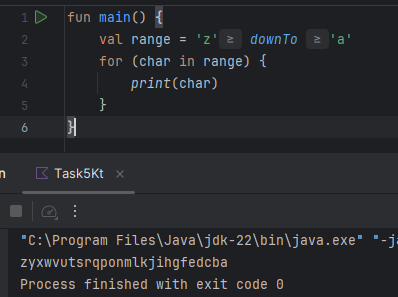 1 fun main() {
2 val range = 'z' ≥ downTo ≥ 'a'
3 for (char in range) {
4 print(char)
5 }
6 }
Task5Kt ×
"C:\Program Files\Java\jdk-22\bin\java.exe"
zyxwvutsrqponmlkjihgfedcba
Process finished with exit code 0